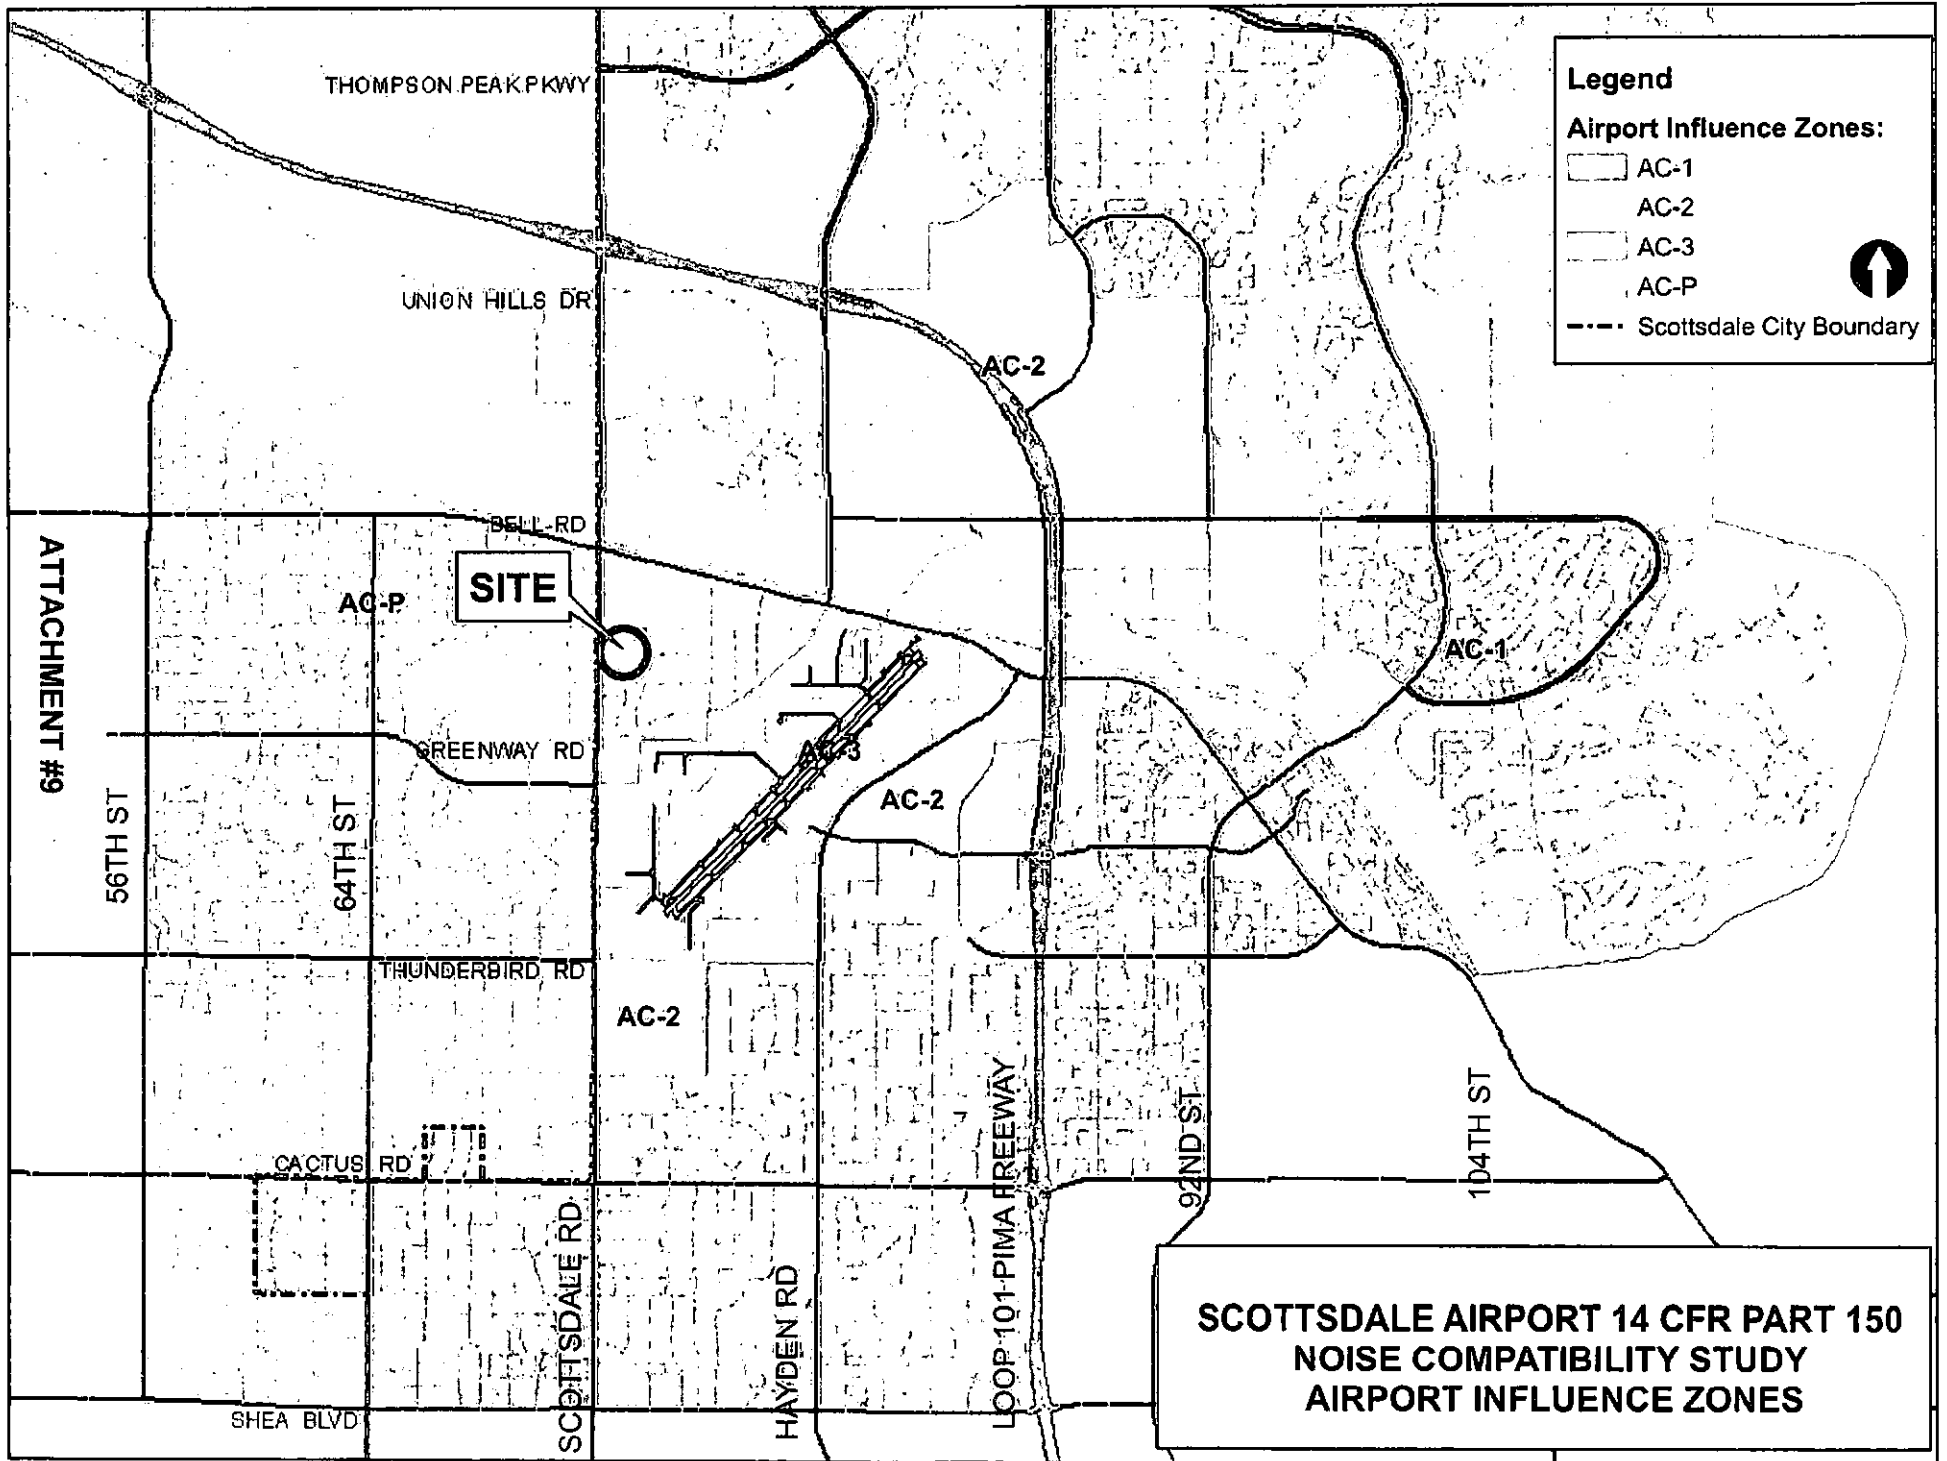 THOMPSON PEAK PKWY
Legend
Airport Influence Zones:
AC-1
AC-2
AC-3
AC-P
Scottsdale City Boundary
UNION HILLS DR
AC-2
BELL RD
SITE
AC-P
ATTACHMENT #9
AC-1
GREENWAY RD
AC-3
AC-2
56TH ST
64TH ST
THUNDERBIRD RD
AC-2
CACTUS RD
SCOTTSDALE RD
HAYDEN RD
LOOP 101-PIMA FREEWAY
92ND ST
104TH ST
SHEA BLVD
SCOTTSDALE AIRPORT 14 CFR PART 150
NOISE COMPATIBILITY STUDY
AIRPORT INFLUENCE ZONES